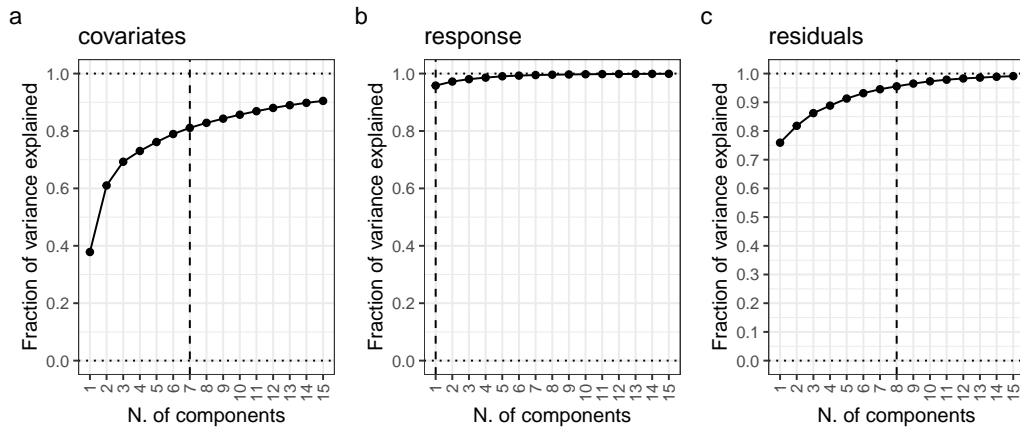 a
covariates
Fraction of variance explained
1.0
0.8
0.6
0.4
0.2
0.0
1 2 3 4 5 6 7 8 9 10 11 12 13 14 15
N. of components
b
response
Fraction of variance explained
1.0
0.8
0.6
0.4
0.2
0.0
1 2 3 4 5 6 7 8 9 10 11 12 13 14 15
N. of components
c
residuals
Fraction of variance explained
1.0
0.9
0.8
0.7
0.6
0.5
0.4
0.3
0.2
0.1
0.0
1 2 3 4 5 6 7 8 9 10 11 12 13 14 15
N. of components